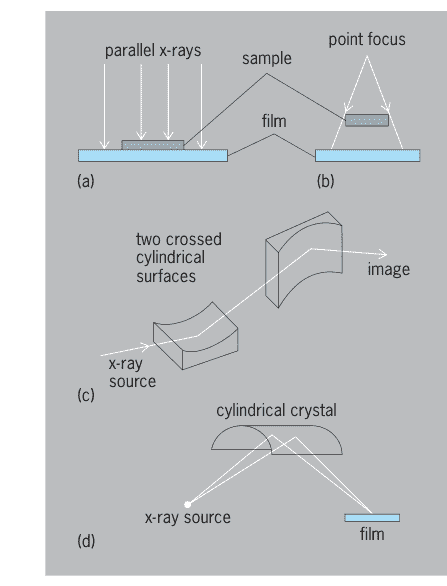 parallel x-rays
sample
point focus
film
(a)
(b)
two crossed
cylindrical
surfaces
image
x-ray
source
(c)
cylindrical crystal
x-ray source
film
(d)